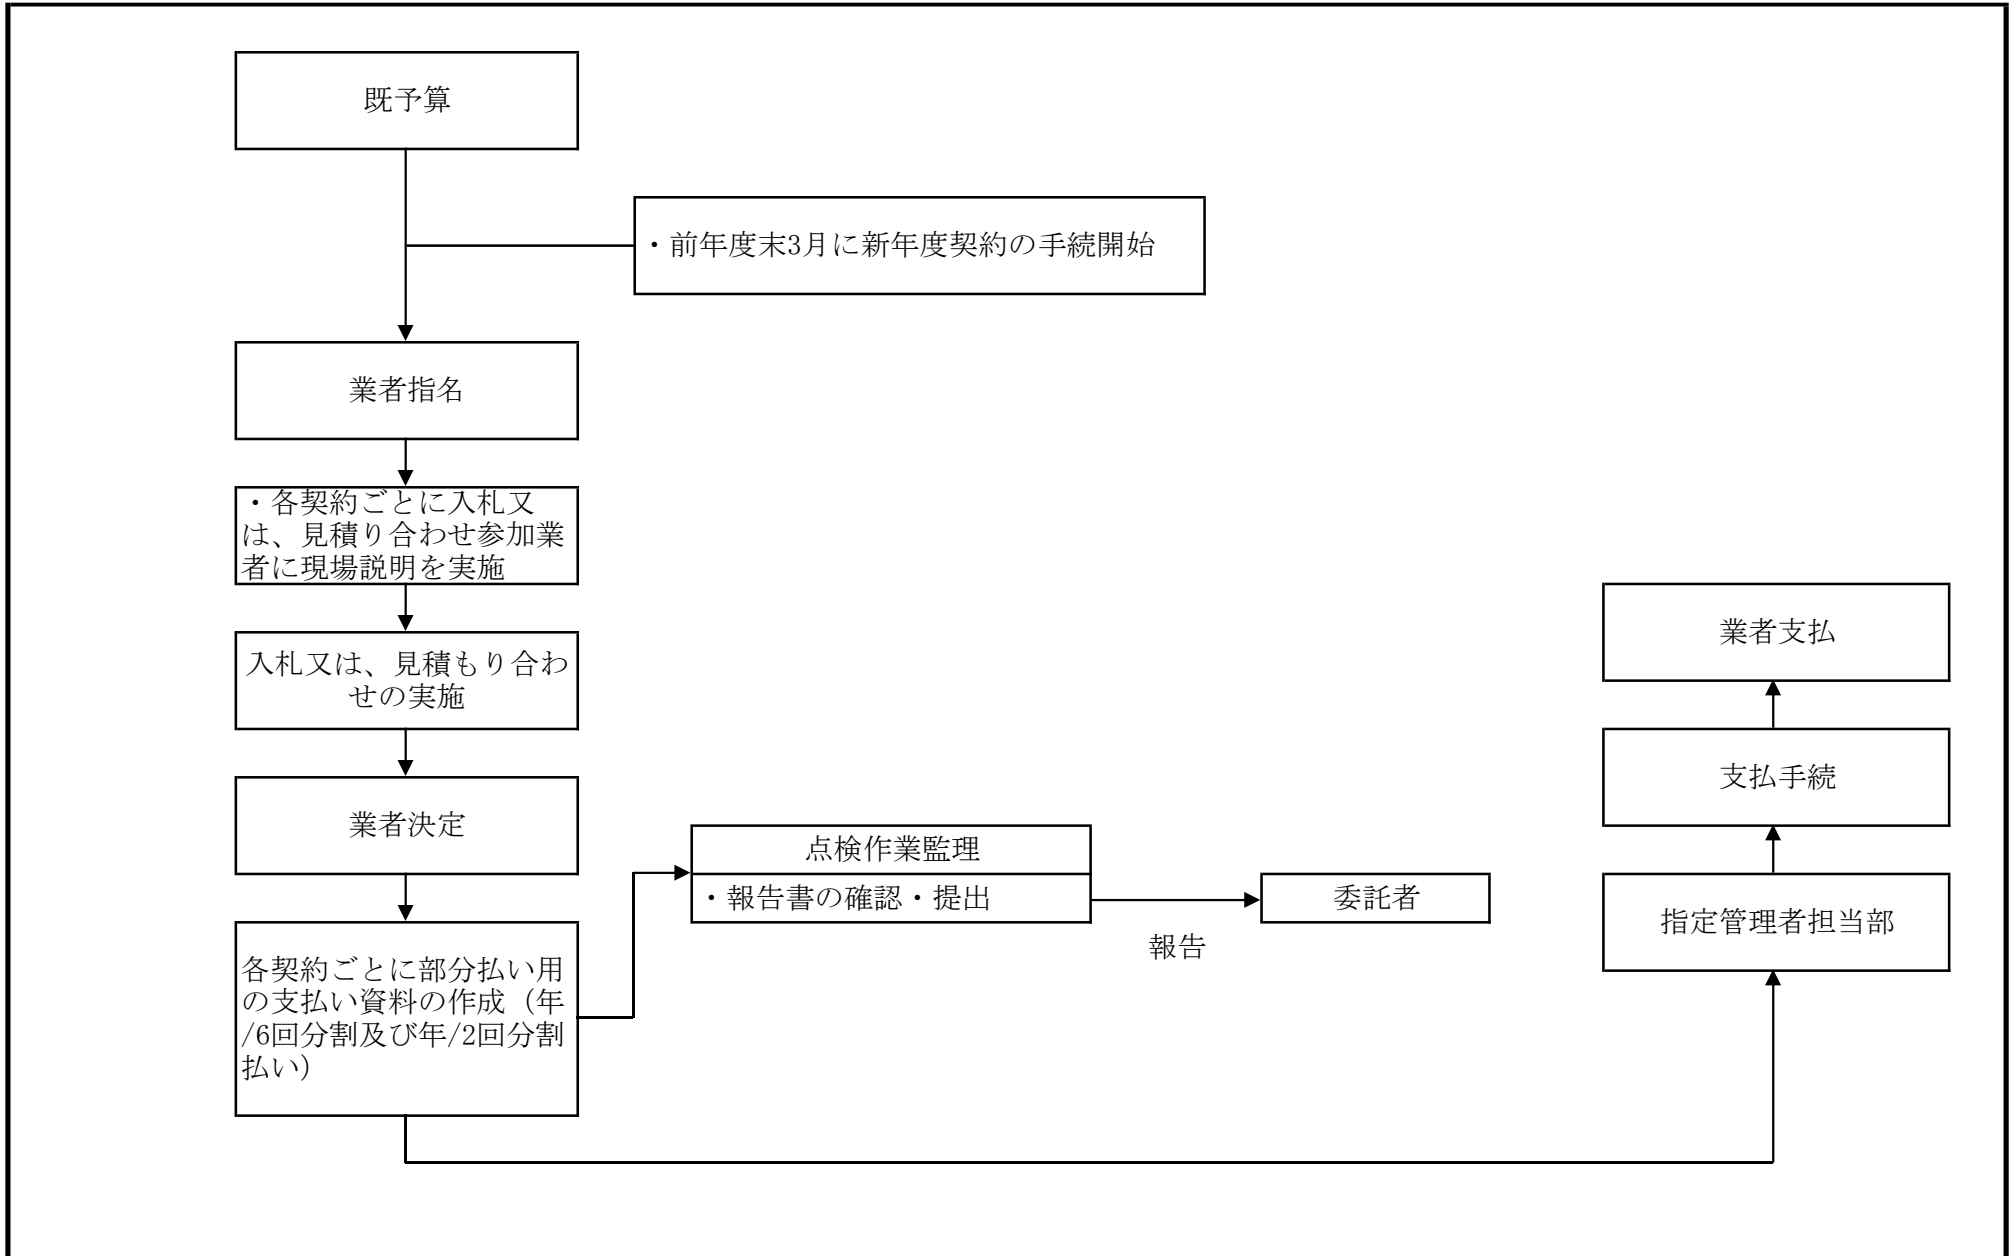 既予算
・前年度末3月に新年度契約の手続開始
業者指名
・各契約ごとに入札又
は、見積り合わせ参加業
者に現場説明を実施
入札又は、見積もり合わ
せの実施
業者決定
各契約ごとに部分払い用
の支払い資料の作成（年
/6回分割及び年/2回分割
払い）
点検作業監理
・報告書の確認・提出
報告
委託者
業者支払
支払手続
指定管理者担当部